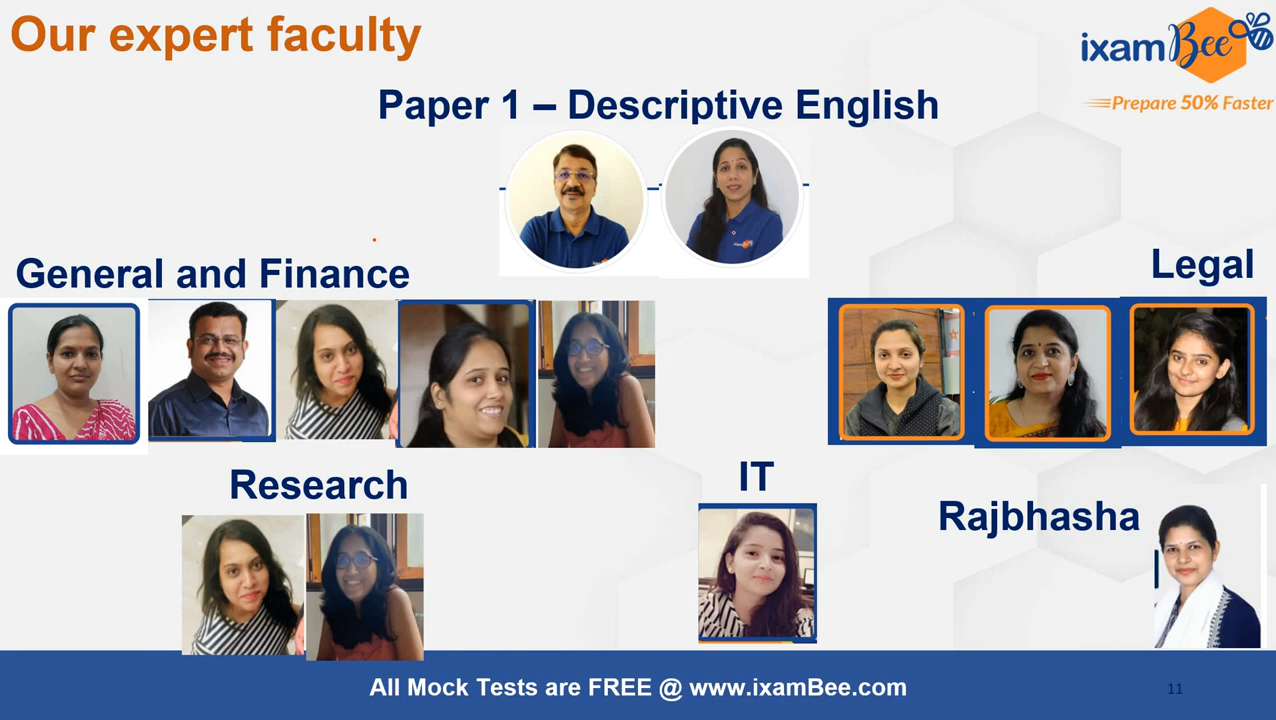 Our expert faculty
ixamBee
Prepare 50% Faster
Paper 1 – Descriptive English
General and Finance
Legal
Research
IT
Rajbhasha
All Mock Tests are FREE @ www.ixamBee.com
11